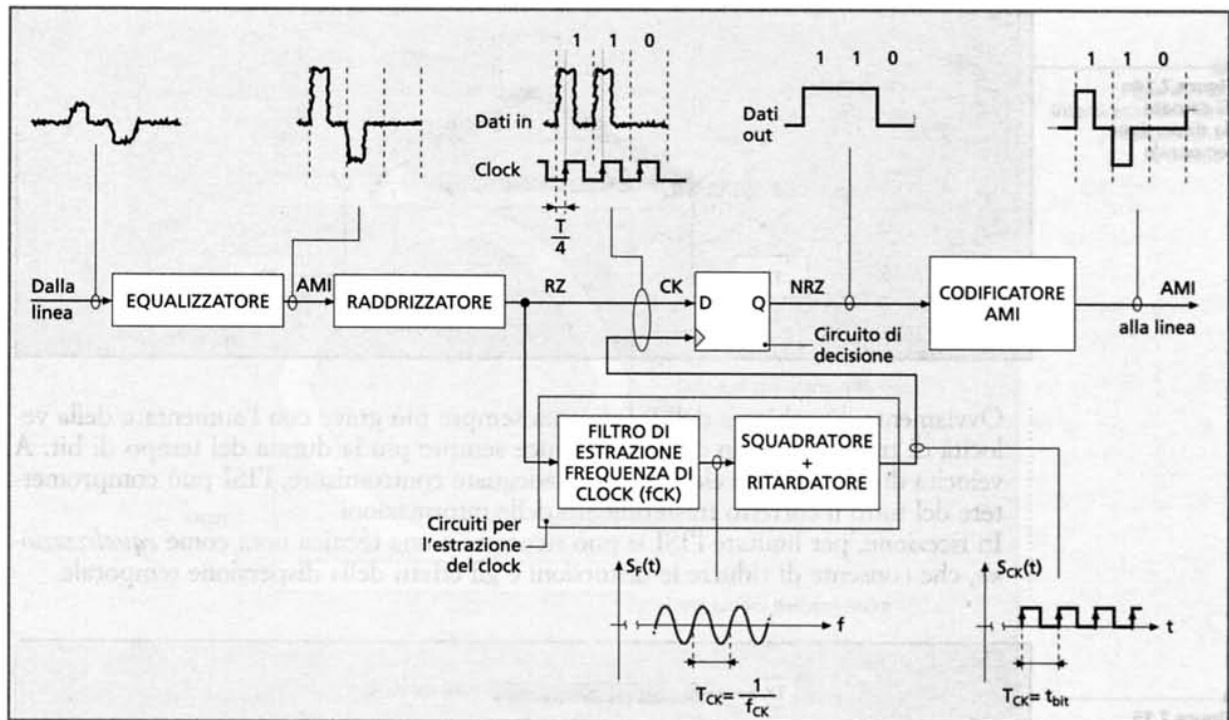 1 1 0
1 1 0
1 1 0
Dati in
Dati
out
Clock
T
4
Dalla
linea
EQUALIZZATORE
AMI
RADDRIZZATORE
RZ
CK
D
Q
NRZ
CODIFICATORE
AMI
AMI
alla linea
Circuito di
decisione
FILTRO DI
ESTRAZIONE
FREQUENZA DI
CLOCK (fCK)
SQUADRATORE
+
RITARDATORE
Circuiti per
l'estrazione
del clock
SF(t)
f
TCK = 1
fCK
SCK(t)
t
TCK = tbit